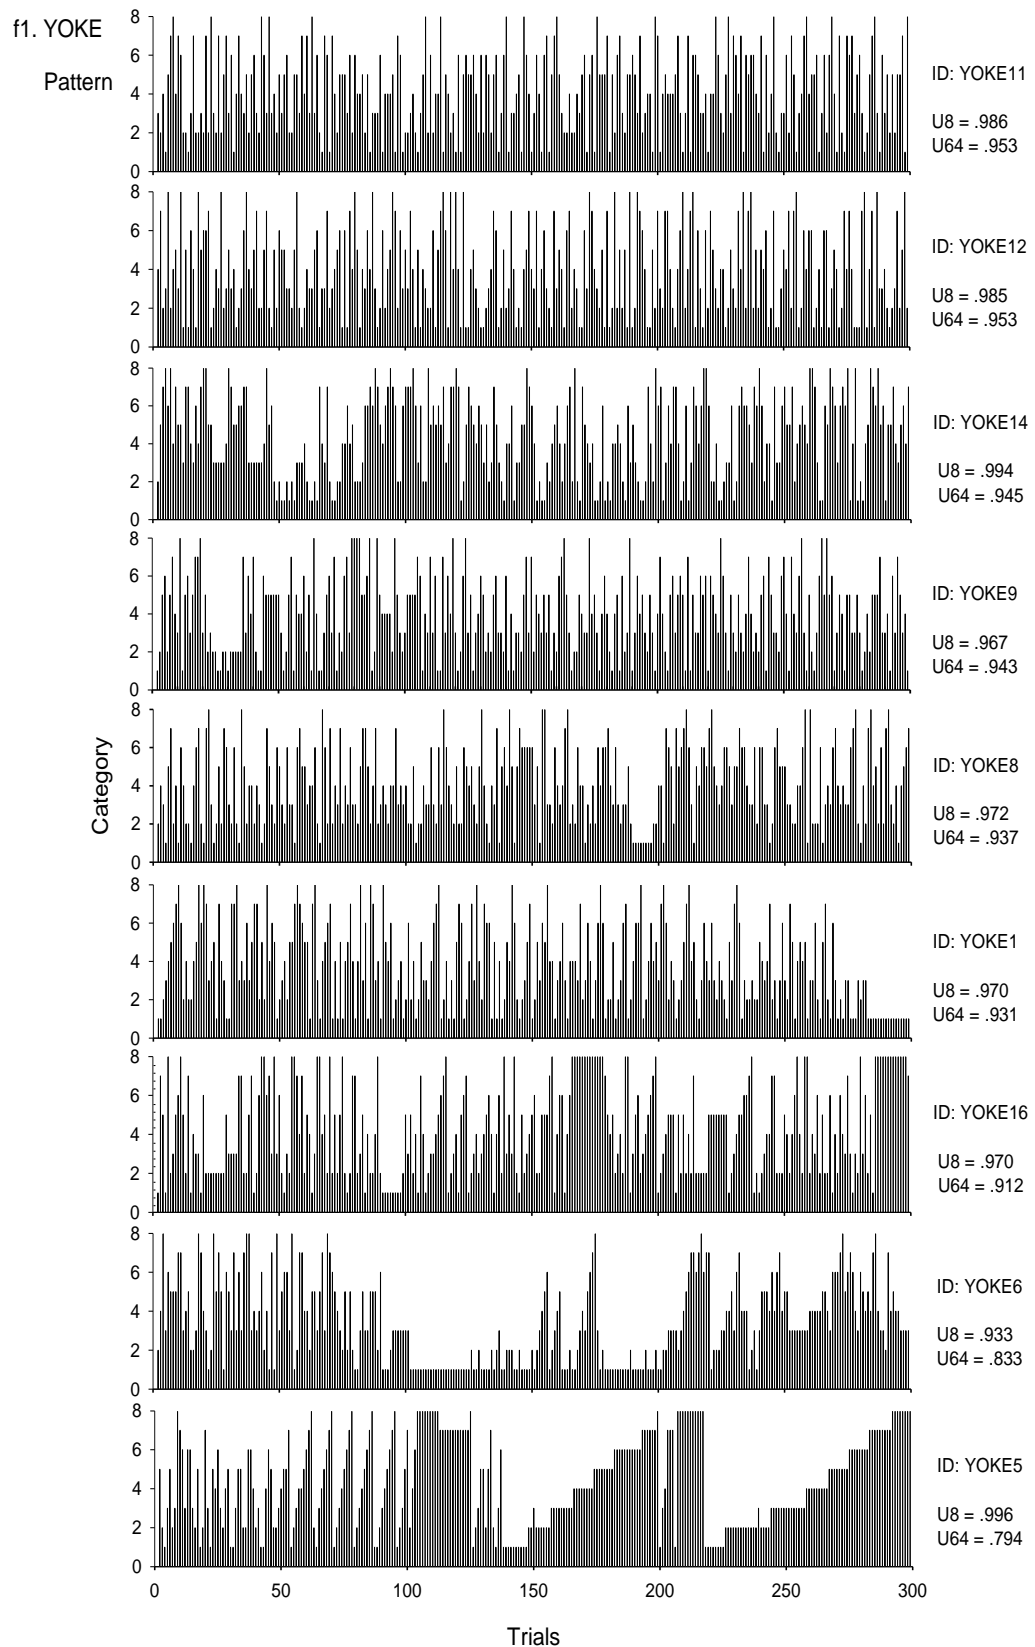 f1. YOKE
Pattern
8
6
4
2
0
ID: YOKE11
U8 = .986
U64 = .953
8
6
4
2
0
ID: YOKE12
U8 = .985
U64 = .953
8
6
4
2
0
ID: YOKE14
U8 = .994
U64 = .945
8
6
4
2
0
ID: YOKE9
U8 = .967
U64 = .943
Category
8
6
4
2
0
ID: YOKE8
U8 = .972
U64 = .937
8
6
4
2
0
ID: YOKE1
U8 = .970
U64 = .931
8
6
4
2
0
ID: YOKE16
U8 = .970
U64 = .912
8
6
4
2
0
ID: YOKE6
U8 = .933
U64 = .833
8
6
4
2
0
ID: YOKE5
U8 = .996
U64 = .794
0 50 100 150 200 250 300
Trials